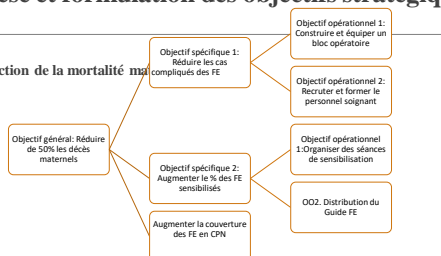 èse et formulation des objectifs stratégiq
ction de la mortalité ma
Objectif général: Réduire
de 50% les décès
maternels
Objectif spécifique 1:
Réduire les cas
compliqués des FE
Objectif opérationnel 1:
Construire et équiper un
bloc opératoire
Objectif opérationnel 2:
Recruter et former le
personnel soignant
Objectif spécifique 2:
Augmenter le % des FE
sensibilisés
Objectif opérationnel
1:Organiser des séances
de sensibilisation
OO2. Distribution du
Guide FE
Augmenter la couverture
des FE en CPN